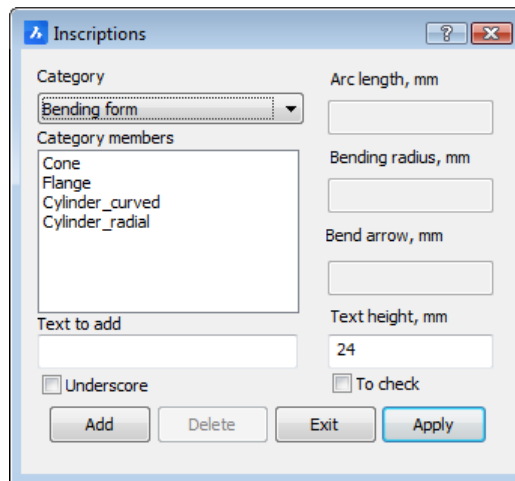 Inscriptions
Category
Bending form
Category members
Cone
Flange
Cylinder_curved
Cylinder_radial
Text to add
Underscore
Arc length, mm
Bending radius, mm
Bend arrow, mm
Text height, mm
24
To check
Add Delete Exit Apply